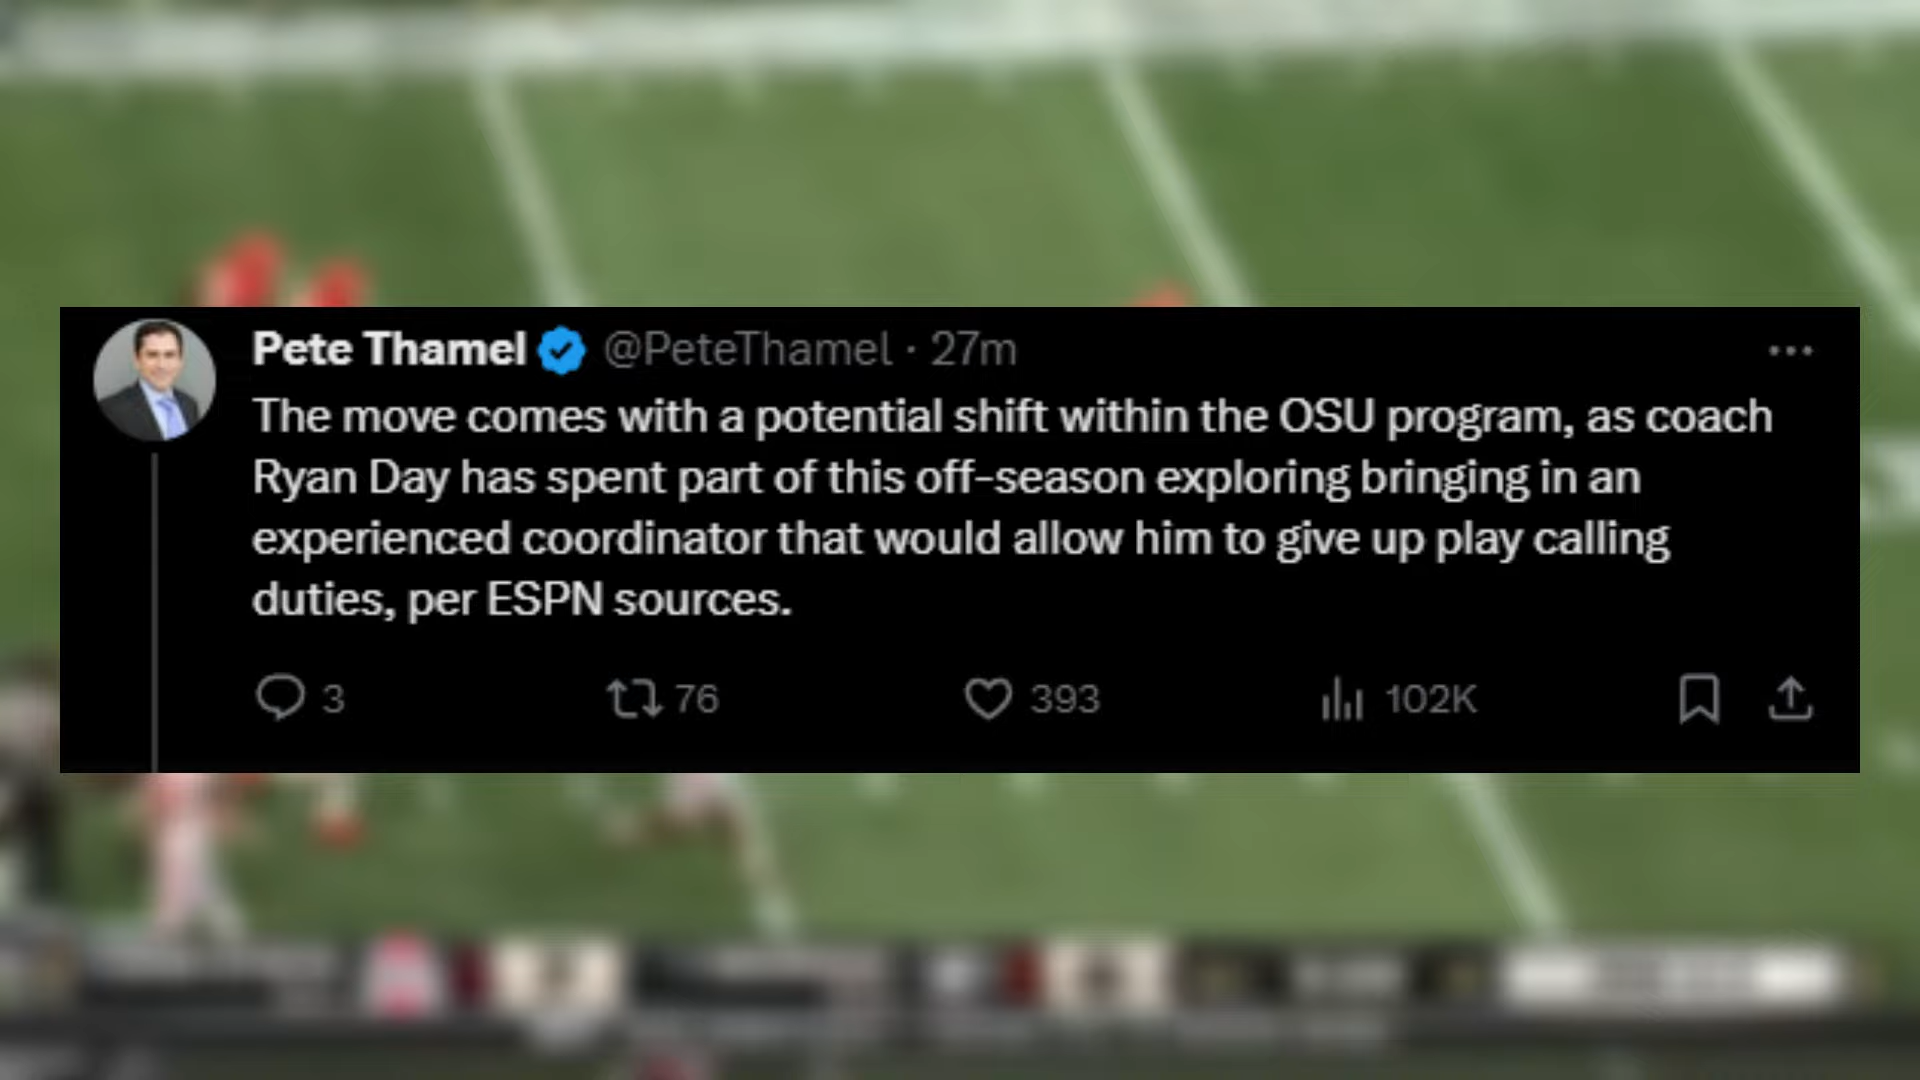 Pete Thamel @PeteThamel · 27m
The move comes with a potential shift within the OSU program, as coach
Ryan Day has spent part of this off-season exploring bringing in an
experienced coordinator that would allow him to give up play calling
duties, per ESPN sources.
3 76 393 102K